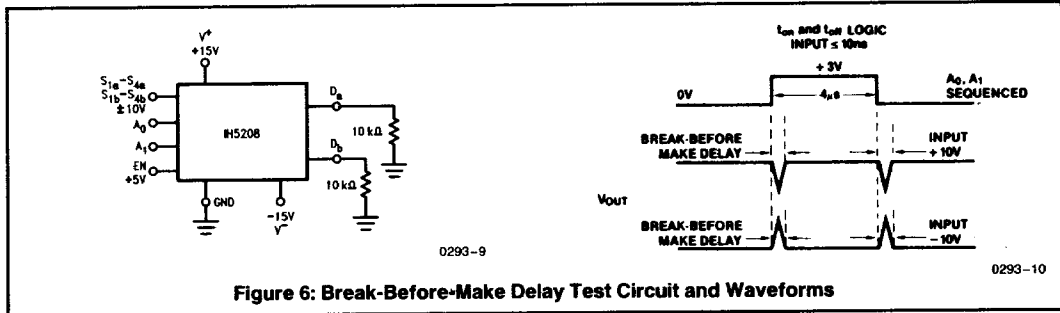 V+
+15V
S1a–S4a
S1b–S4b
±10V
A0
A1
EN
+5V
IH5208
Da
10 kΩ
Db
10 kΩ
GND
–15V
V–
0293–9
ton and toff LOGIC
INPUT ≤ 10ns
+3V
0V
4μs
A0, A1
SEQUENCED
BREAK-BEFORE
MAKE DELAY
INPUT
+10V
VOUT
BREAK-BEFORE
MAKE DELAY
INPUT
–10V
0293–10
Figure 6: Break-Before-Make Delay Test Circuit and Waveforms